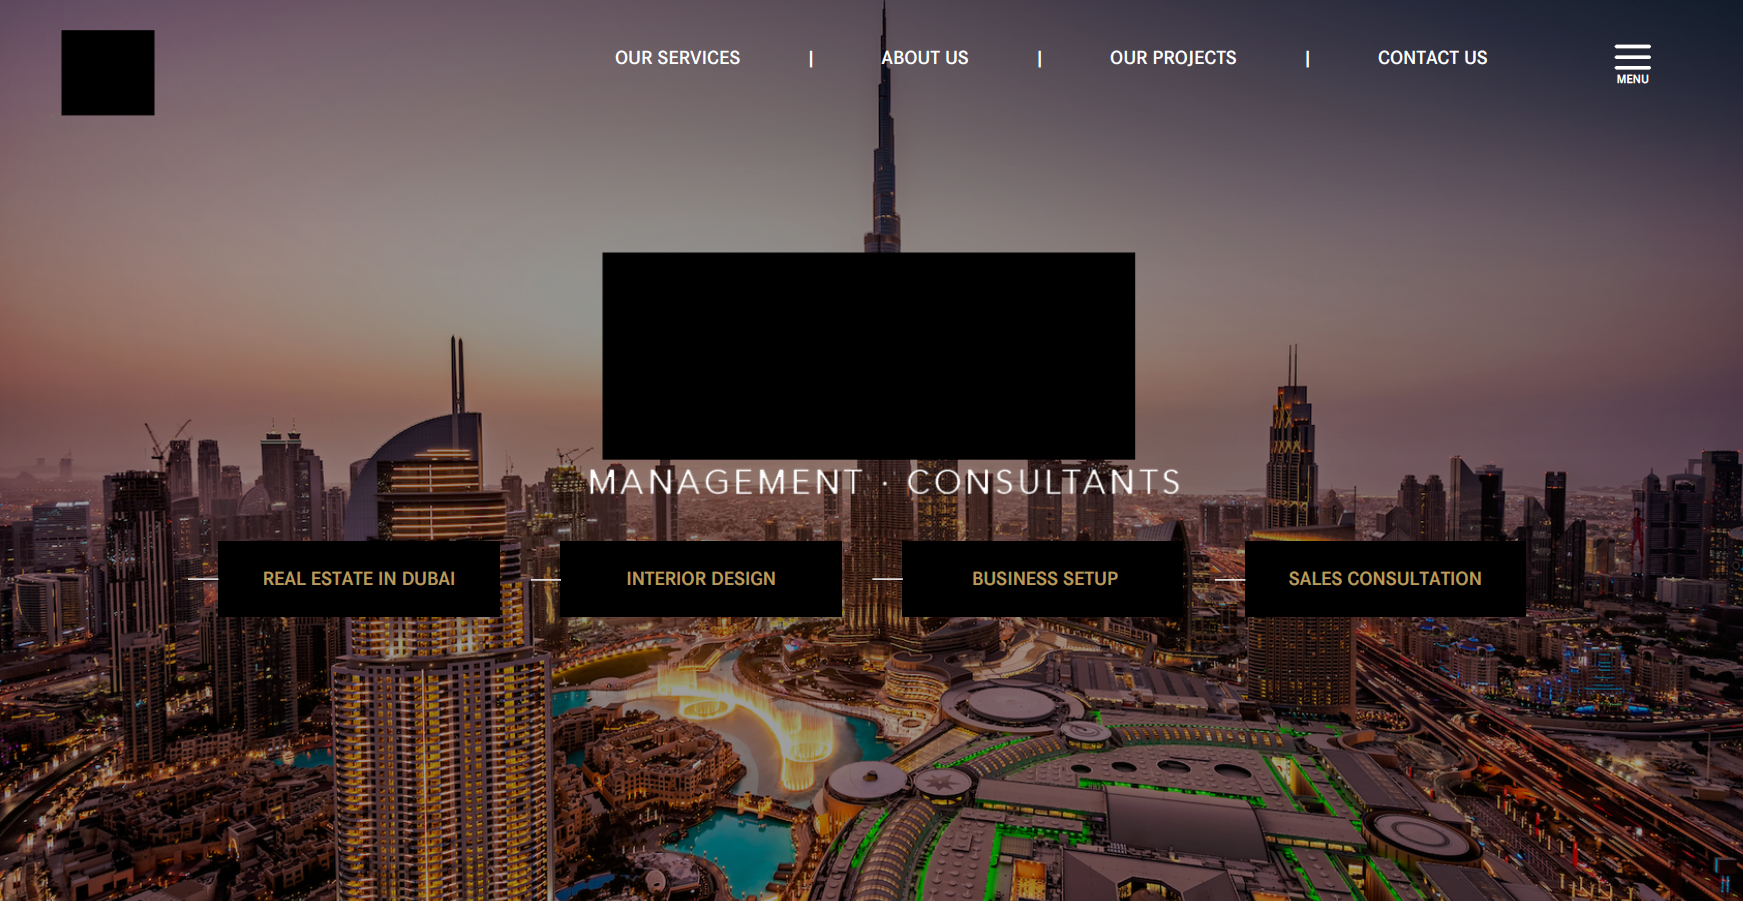 OUR SERVICES | ABOUT US | OUR PROJECTS | CONTACT US
MENU
MANAGEMENT · CONSULTANTS
REAL ESTATE IN DUBAI
INTERIOR DESIGN
BUSINESS SETUP
SALES CONSULTATION